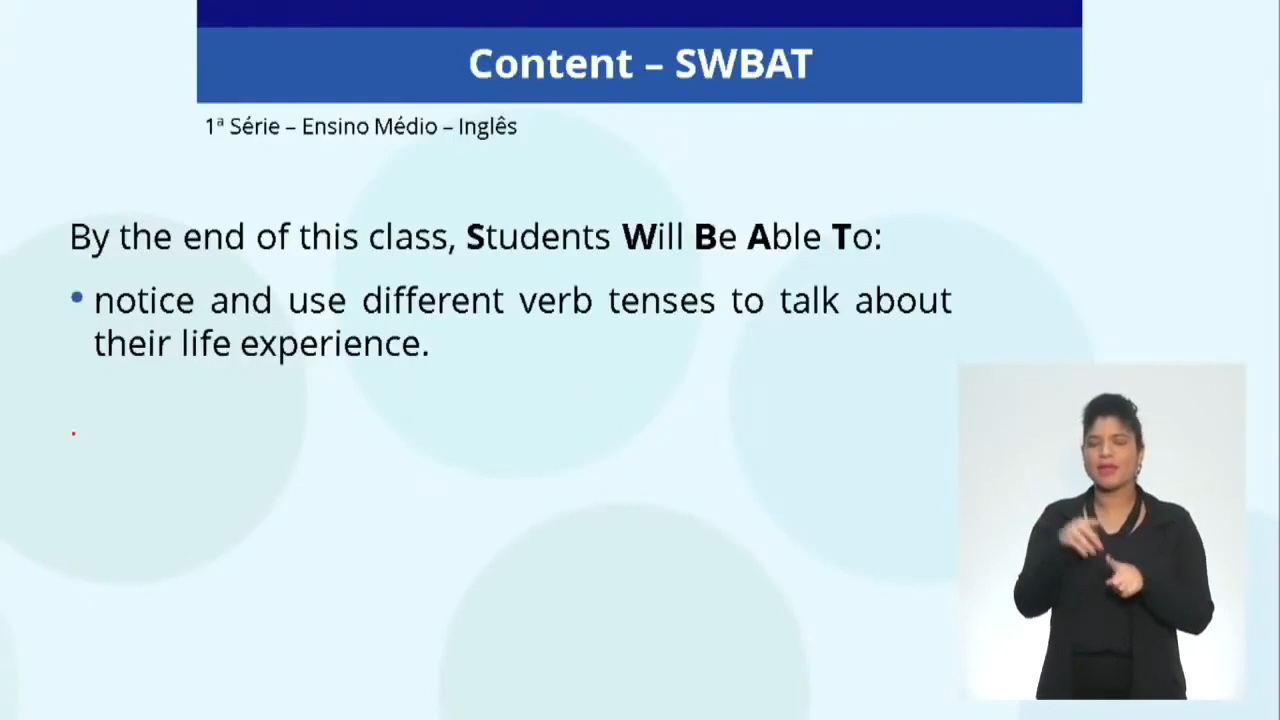 Content – SWBAT
1ª Série – Ensino Médio – Inglês
By the end of this class, Students Will Be Able To:
• notice and use different verb tenses to talk about
their life experience.